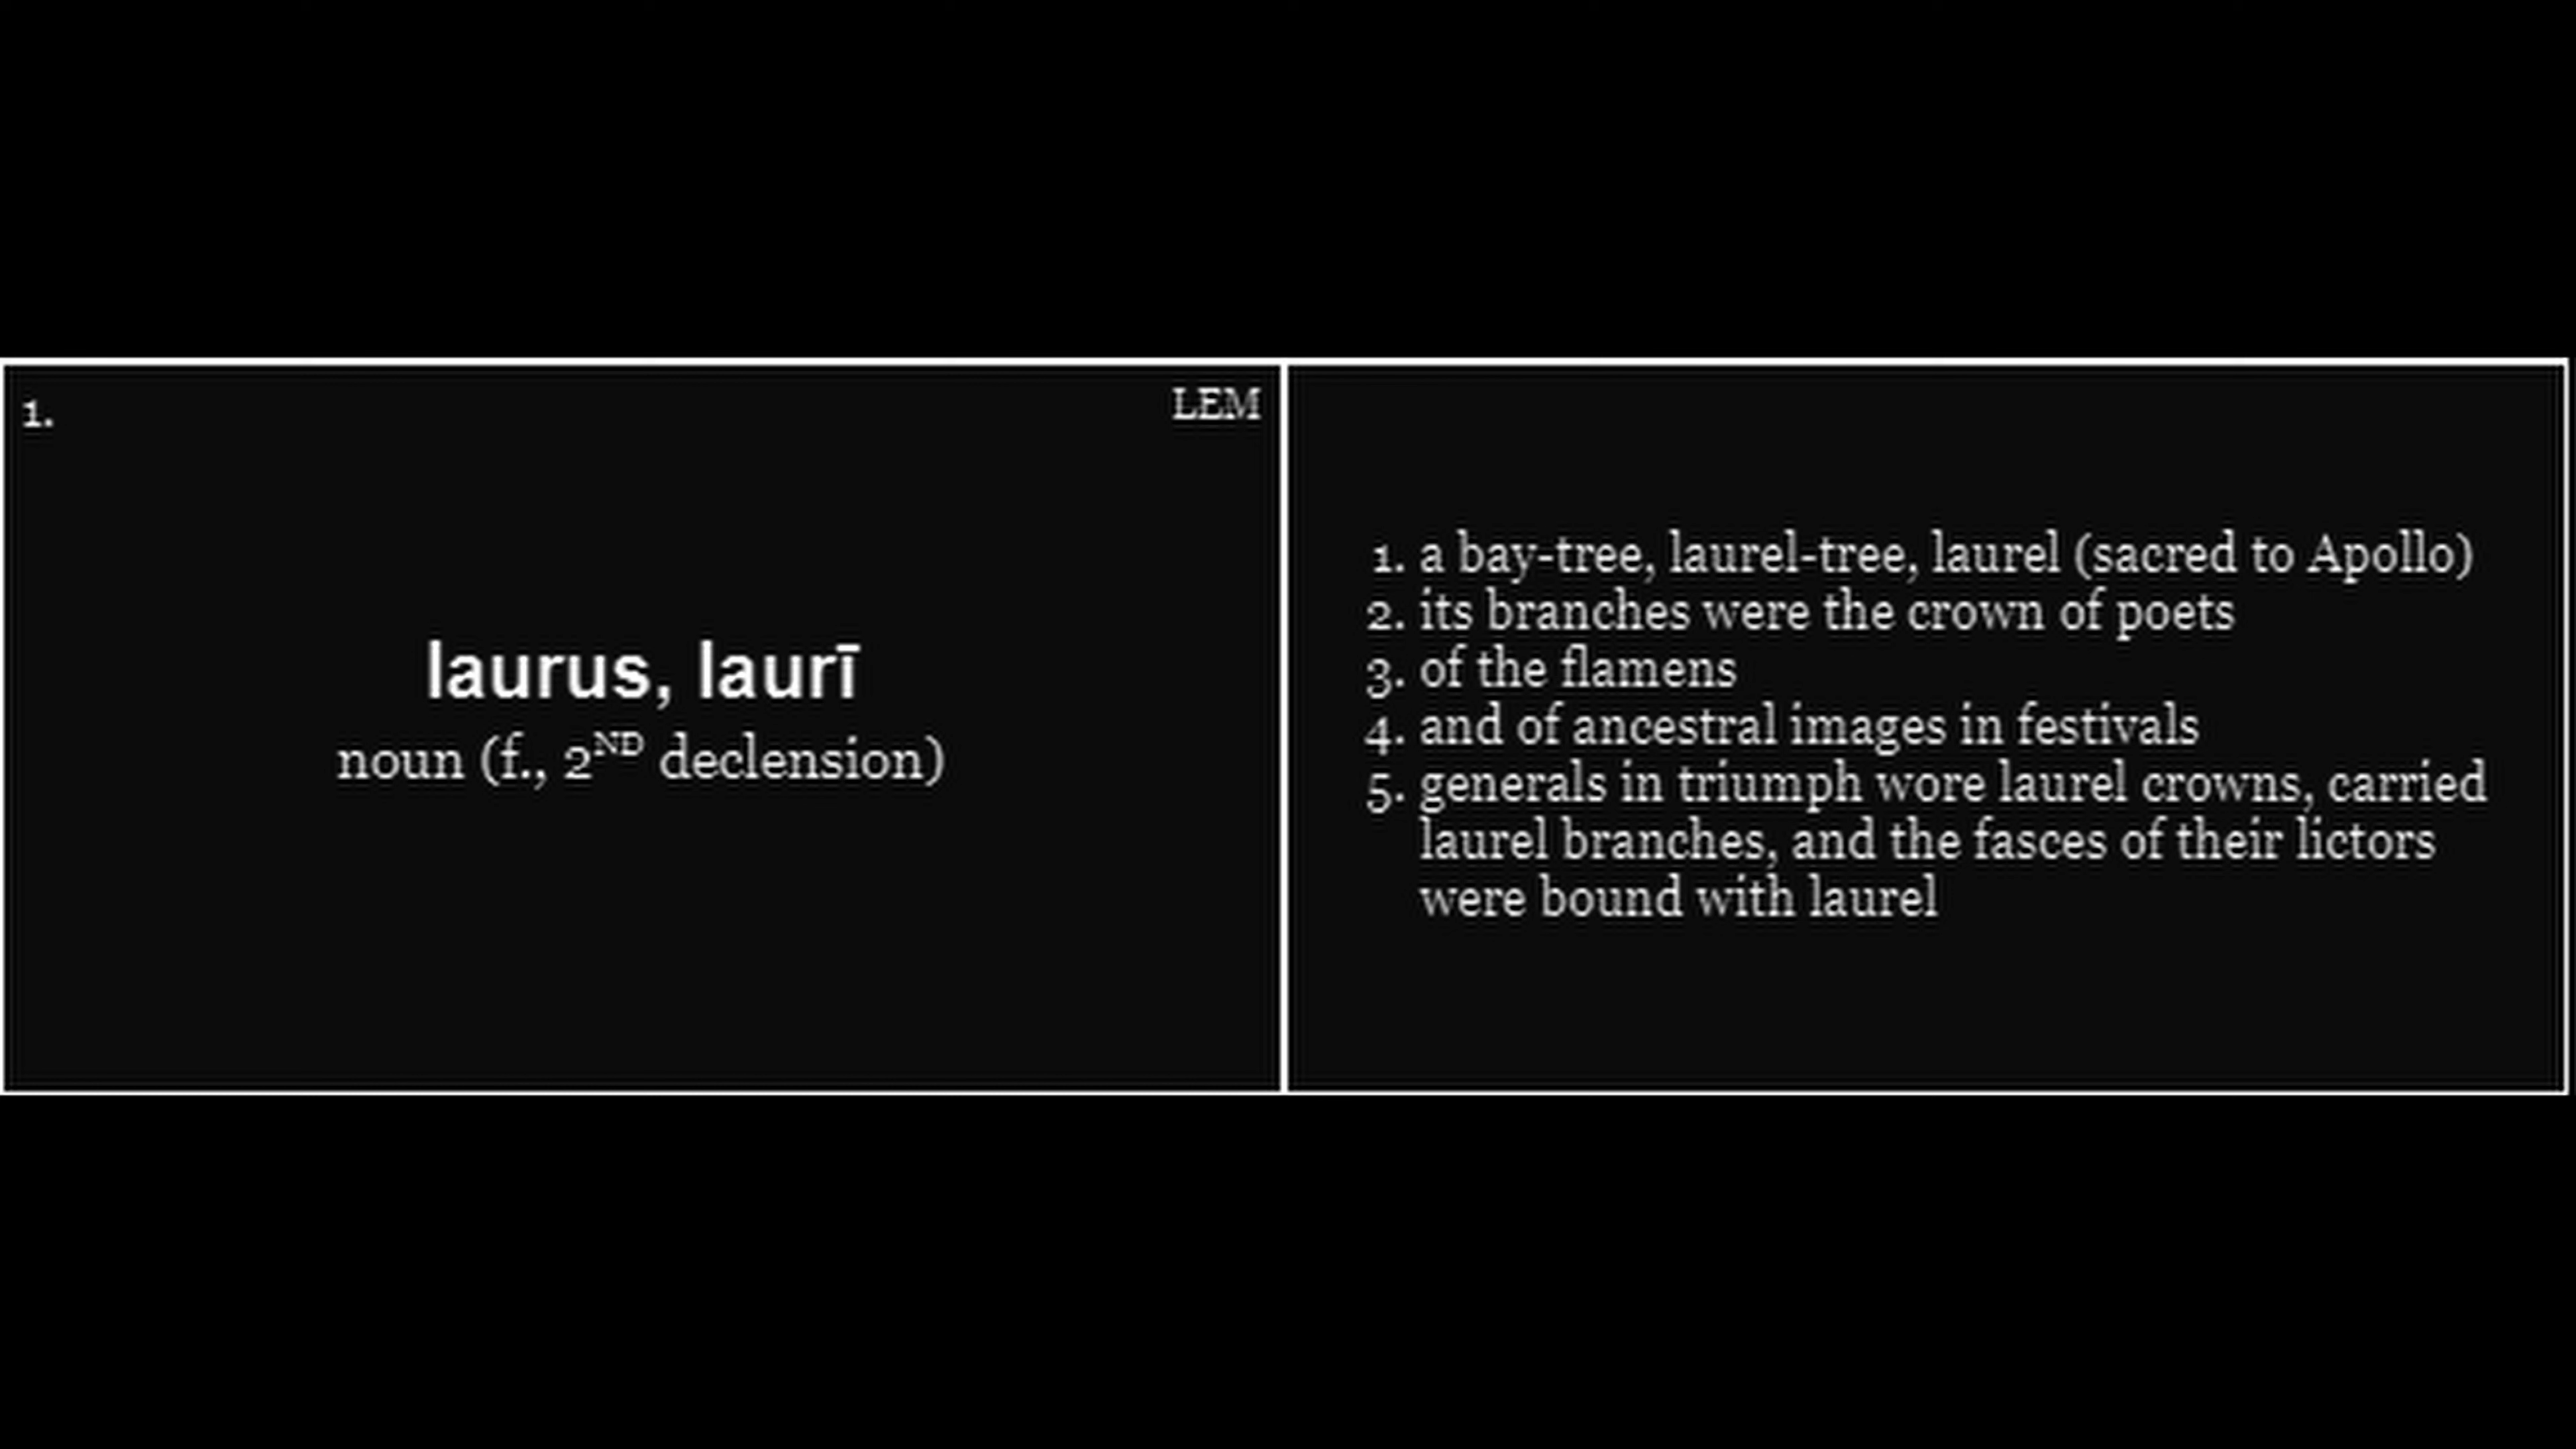 1.
LEM
laurus, laurī
noun (f., 2ND declension)
1. a bay-tree, laurel-tree, laurel (sacred to Apollo)
2. its branches were the crown of poets
3. of the flamens
4. and of ancestral images in festivals
5. generals in triumph wore laurel crowns, carried
laurel branches, and the fasces of their lictors
were bound with laurel